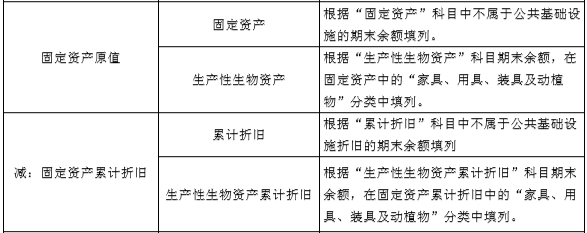 固定资产原值
固定资产
根据“固定资产”科目中不属于公共基础设
施的期末余额填列。
生产性生物资产
根据“生产性生物资产”科目期末余额，在
固定资产中的“家具、用具、装具及动植
物”分类中填列。
减：固定资产累计折旧
累计折旧
根据“累计折旧”科目中不属于公共基础设
施折旧的期末余额填列
生产性生物资产累计折旧
根据“生产性生物资产累计折旧”科目期末
余额，在固定资产累计折旧中的“家具、用
具、装具及动植物”分类中填列。